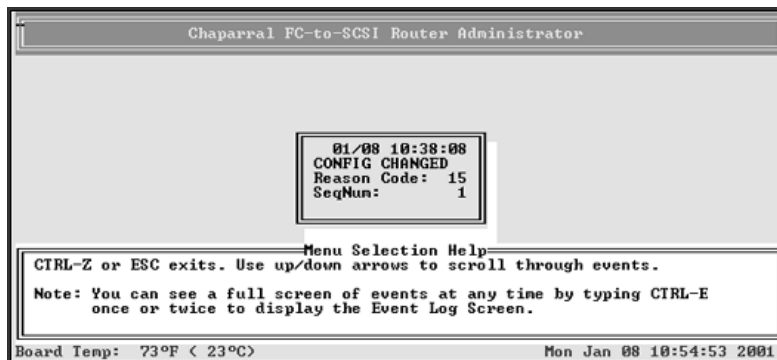 Chaparral FC-to-SCSI Router Administrator
01/08 10:38:08
CONFIG CHANGED
Reason Code: 15
SeqNum: 1
Menu Selection Help
CTRL-Z or ESC exits. Use up/down arrows to scroll through events.
Note: You can see a full screen of events at any time by typing CTRL-E
once or twice to display the Event Log Screen.
Board Temp: 73ºF < 23ºC> Mon Jan 08 10:54:53 2001